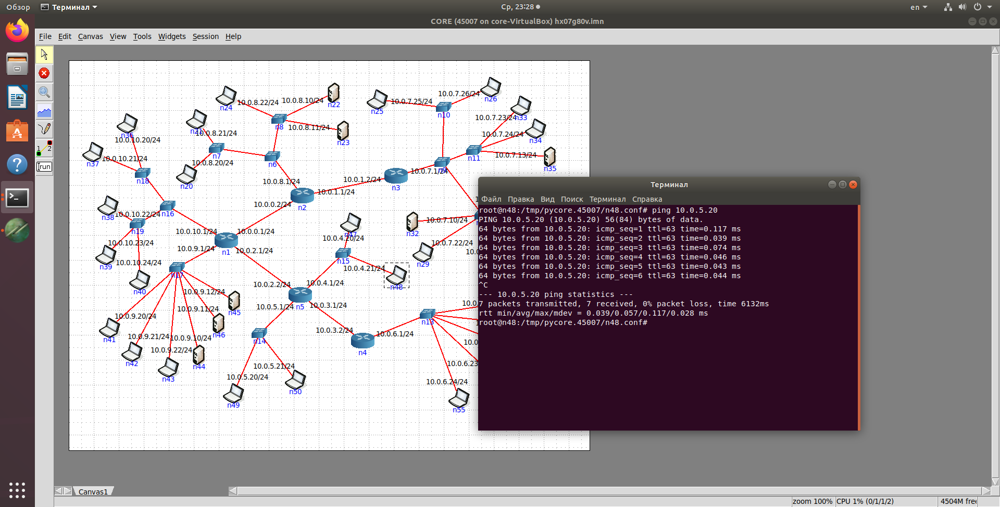 Обзор
Терминал
Ср, 23:28
en
CORE (45007 on core-VirtualBox) hx07g80v.imn
File Edit Canvas View Tools Widgets Session Help
n24
10.0.8.22/24
10.0.8.10/24
n22
n25
10.0.7.25/24
10.0.7.26/24
n26
n8
10.0.8.11/24
n23
n10
10.0.7.23/24
n33
n36
10.0.10.20/24
n21
10.0.8.21/24
10.0.7.24/24
n34
n37
10.0.10.21/24
n7
10.0.8.20/24
n6
n11
10.0.7.13/24
n35
n18
n20
10.0.8.1/24
10.0.1.2/24
n3
10.0.7.1/24
n9
10.0.1.1/24
n2
10.0.0.2/24
n38
10.0.10.22/24
n16
n19
10.0.10.1/24
10.0.0.1/24
n47
10.0.4.20/24
n32
10.0.7.10/24
10.0.10.23/24
10.0.9.1/24
n1
10.0.2.1/24
10.0.7.22/24
n39
10.0.10.24/24
n15
n29
n17
10.0.4.21/24
n48
n40
10.0.9.12/24
10.0.2.2/24
10.0.4.1/24
n45
10.0.9.11/24
10.0.5.1/24
n5
10.0.3.1/24
10.0.9.20/24
n13
n41
n46
10.0.9.21/24
10.0.9.10/24
n14
10.0.3.2/24
10.0.6.1/24
10.0.9.22/24
n4
n42
n44
n43
10.0.5.21/24
10.0.5.20/24
10.0.6.23
10.0.6.24/24
n50
n49
n55
Терминал
Файл Правка Вид Поиск Терминал Справка
root@n48:/tmp/pycore.45007/n48.conf# ping 10.0.5.20
PING 10.0.5.20 (10.0.5.20) 56(84) bytes of data.
64 bytes from 10.0.5.20: icmp_seq=1 ttl=63 time=0.117 ms
64 bytes from 10.0.5.20: icmp_seq=2 ttl=63 time=0.039 ms
64 bytes from 10.0.5.20: icmp_seq=3 ttl=63 time=0.074 ms
64 bytes from 10.0.5.20: icmp_seq=4 ttl=63 time=0.046 ms
64 bytes from 10.0.5.20: icmp_seq=5 ttl=63 time=0.043 ms
64 bytes from 10.0.5.20: icmp_seq=6 ttl=63 time=0.044 ms
^C
--- 10.0.5.20 ping statistics ---
7 packets transmitted, 7 received, 0% packet loss, time 6132ms
rtt min/avg/max/mdev = 0.039/0.057/0.117/0.028 ms
root@n48:/tmp/pycore.45007/n48.conf#
1 2
run
Canvas1
zoom 100%
CPU 1% (0/1/1/2)
4504M free